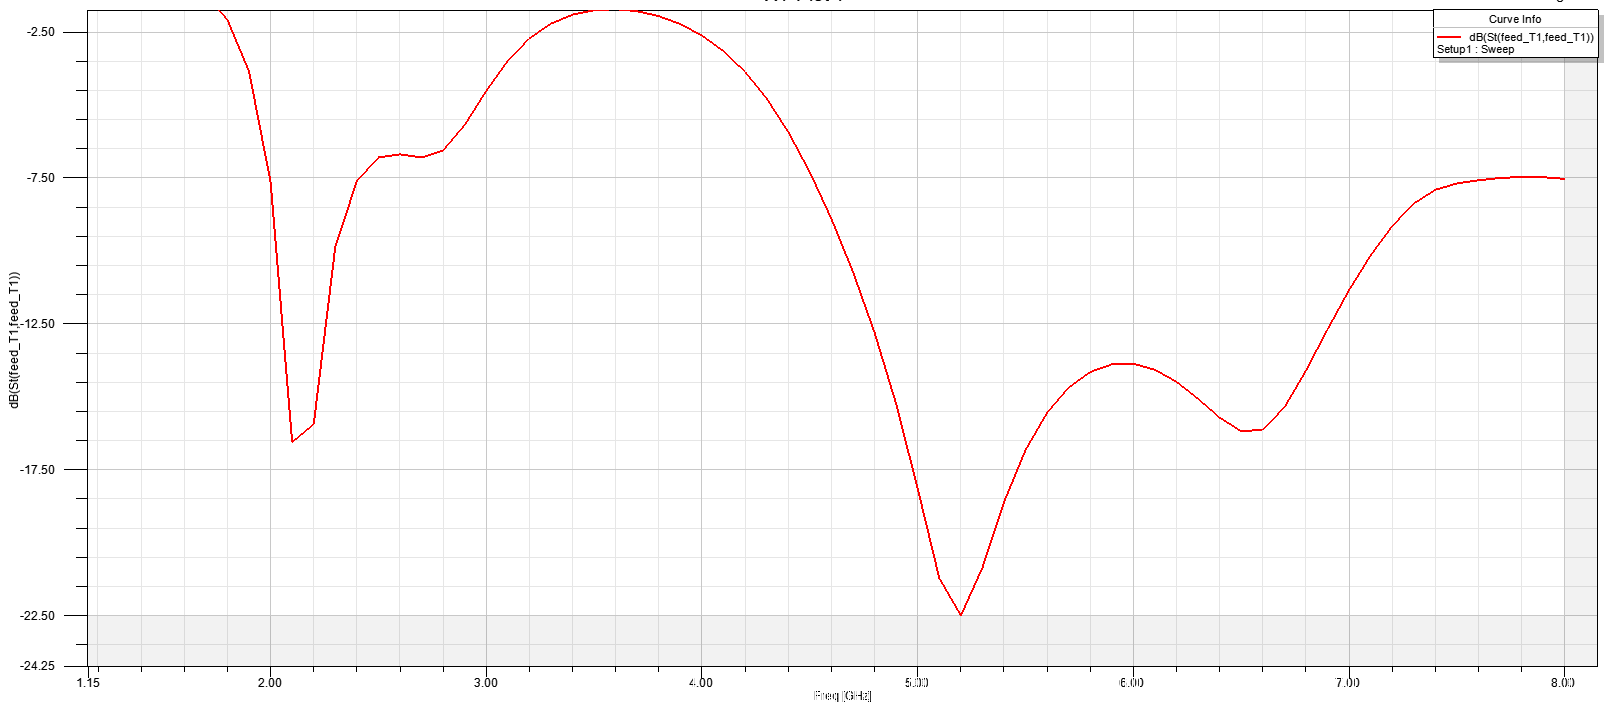 Curve Info
dB(St(feed_T1,feed_T1))
Setup1 : Sweep
-2.50
-7.50
-12.50
-17.50
-22.50
-24.25
dB(St(feed_T1,feed_T1))
1.15
2.00
3.00
4.00
5.00
6.00
7.00
8.00
Freq [GHz]